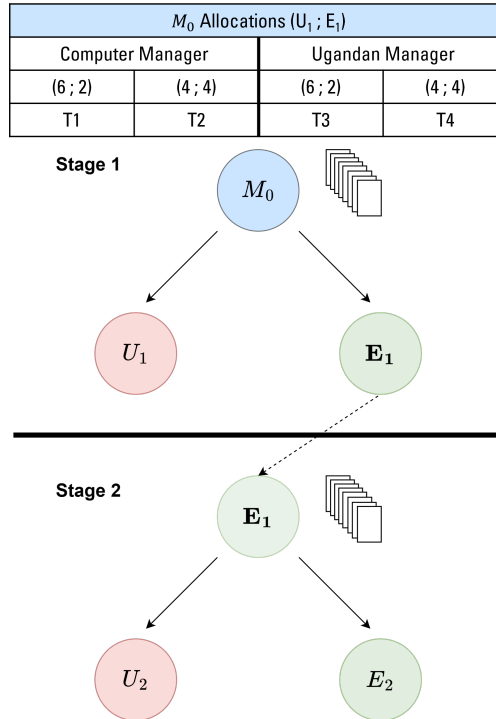 M₀ Allocations (U₁ ; E₁)
Computer Manager Ugandan Manager
(6 ; 2) (4 ; 4) (6 ; 2) (4 ; 4)
T1 T2 T3 T4
Stage 1
M₀
U₁ E₁
Stage 2
E₁
U₂ E₂